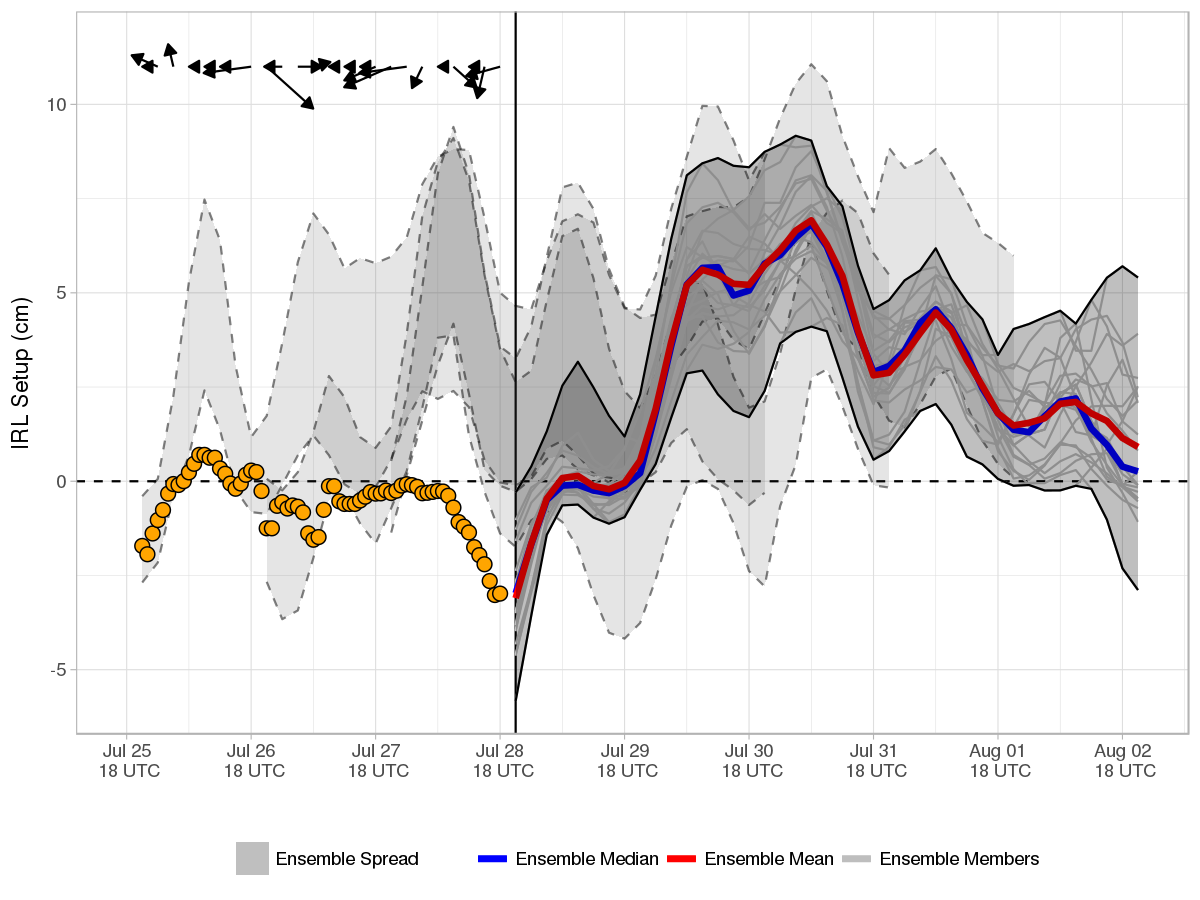 IRL Setup (cm)
10
5
0
-5
Jul 25 Jul 26 Jul 27 Jul 28 Jul 29 Jul 30 Jul 31 Aug 01 Aug 02
18 UTC 18 UTC 18 UTC 18 UTC 18 UTC 18 UTC 18 UTC 18 UTC 18 UTC
Ensemble Spread Ensemble Median Ensemble Mean Ensemble Members